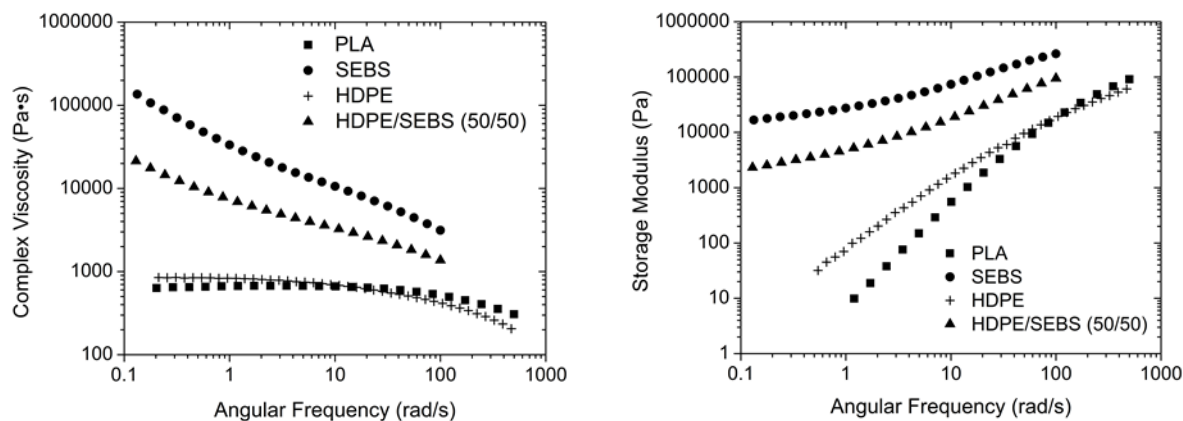 1000000
100000
10000
1000
100
Complex Viscosity (Pa•s)
PLA
SEBS
HDPE
HDPE/SEBS (50/50)
0.1 1 10 100 1000
Angular Frequency (rad/s)
1000000
100000
10000
1000
100
10
1
Storage Modulus (Pa)
PLA
SEBS
HDPE
HDPE/SEBS (50/50)
0.1 1 10 100 1000
Angular Frequency (rad/s)